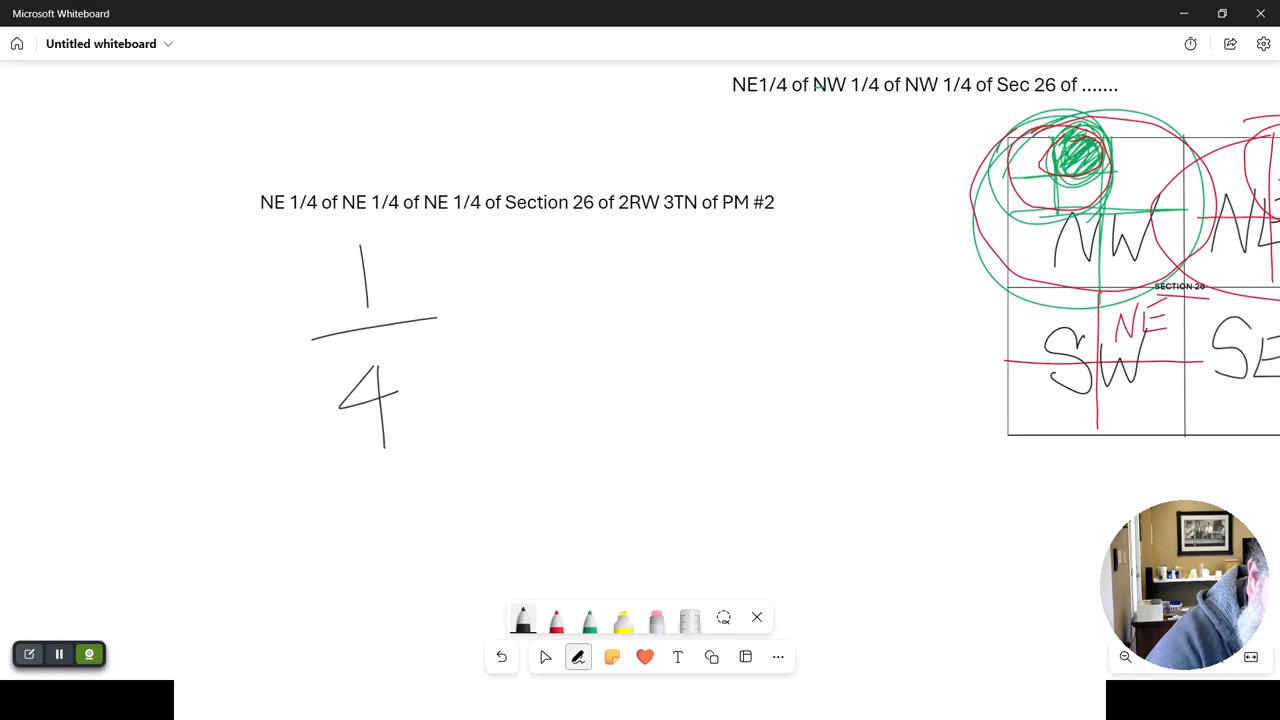 Microsoft Whiteboard
Untitled whiteboard
NE1/4 of NW 1/4 of NW 1/4 of Sec 26 of .......
NE 1/4 of NE 1/4 of NE 1/4 of Section 26 of 2RW 3TN of PM #2
1
4
NW NE
SECTION 26
NE
SW SE